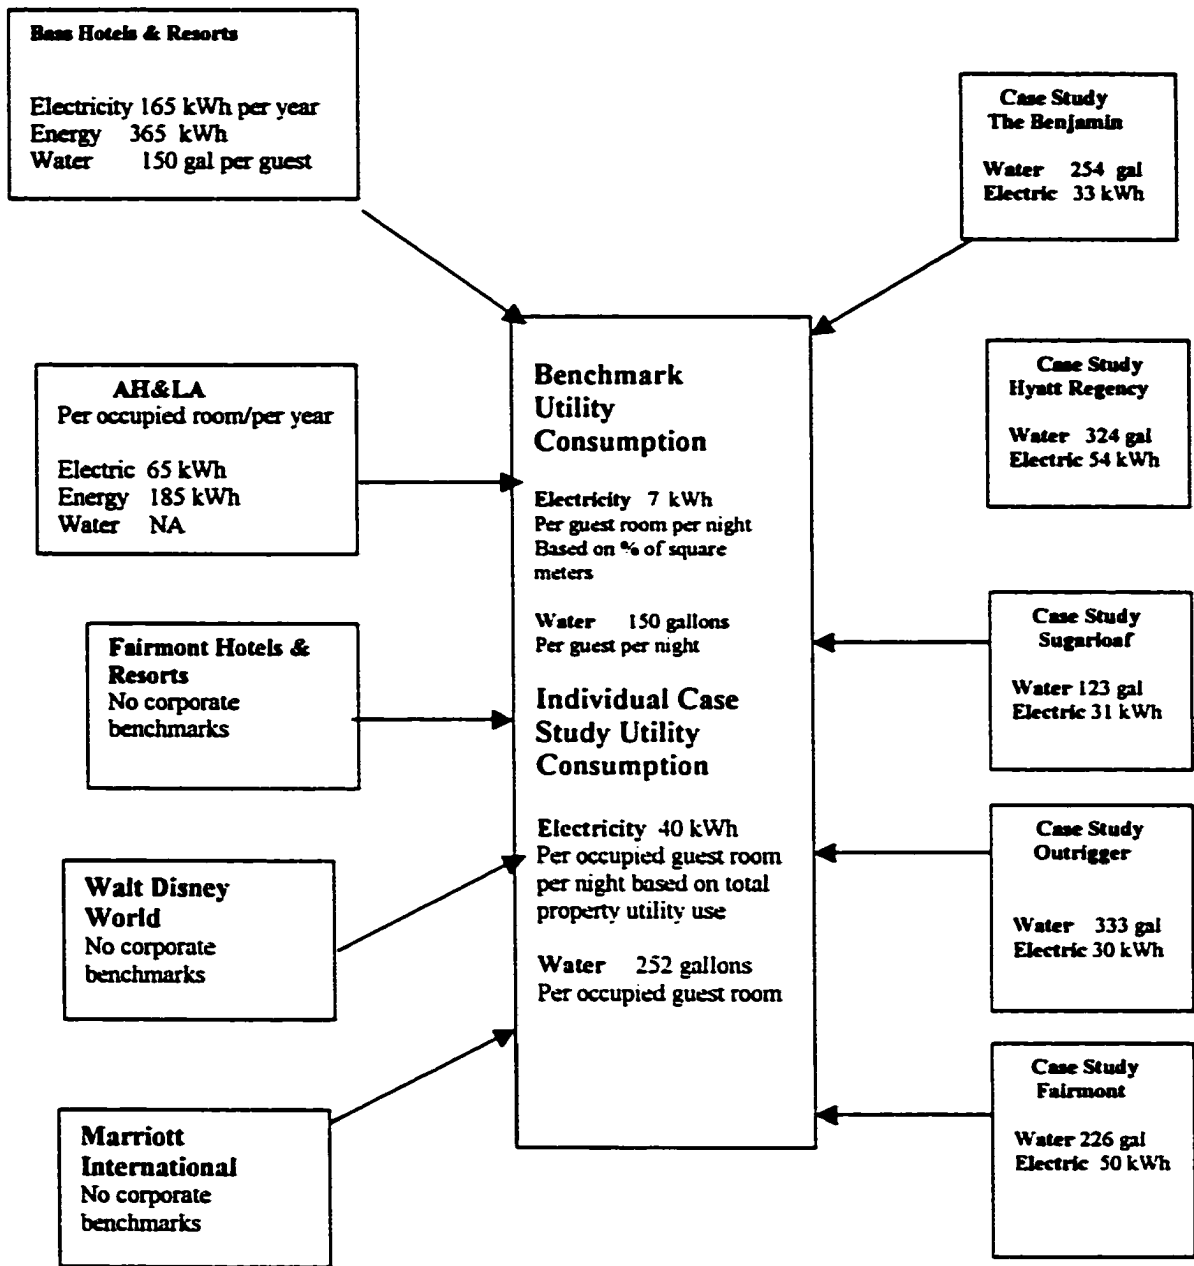 Bass Hotels & Resorts
Electricity 165 kWh per year
Energy 365 kWh
Water 150 gal per guest
AH&LA
Per occupied room/per year
Electric 65 kWh
Energy 185 kWh
Water NA
Fairmont Hotels &
Resorts
No corporate
benchmarks
Walt Disney
World
No corporate
benchmarks
Marriott
International
No corporate
benchmarks
Benchmark
Utility
Consumption
Electricity 7 kWh
Per guest room per night
Based on % of square
meters
Water 150 gallons
Per guest per night
Individual Case
Study Utility
Consumption
Electricity 40 kWh
Per occupied guest room
per night based on total
property utility use
Water 252 gallons
Per occupied guest room
Case Study
The Benjamin
Water 254 gal
Electric 33 kWh
Case Study
Hyatt Regency
Water 324 gal
Electric 54 kWh
Case Study
Sugarloaf
Water 123 gal
Electric 31 kWh
Case Study
Outrigger
Water 333 gal
Electric 30 kWh
Case Study
Fairmont
Water 226 gal
Electric 50 kWh